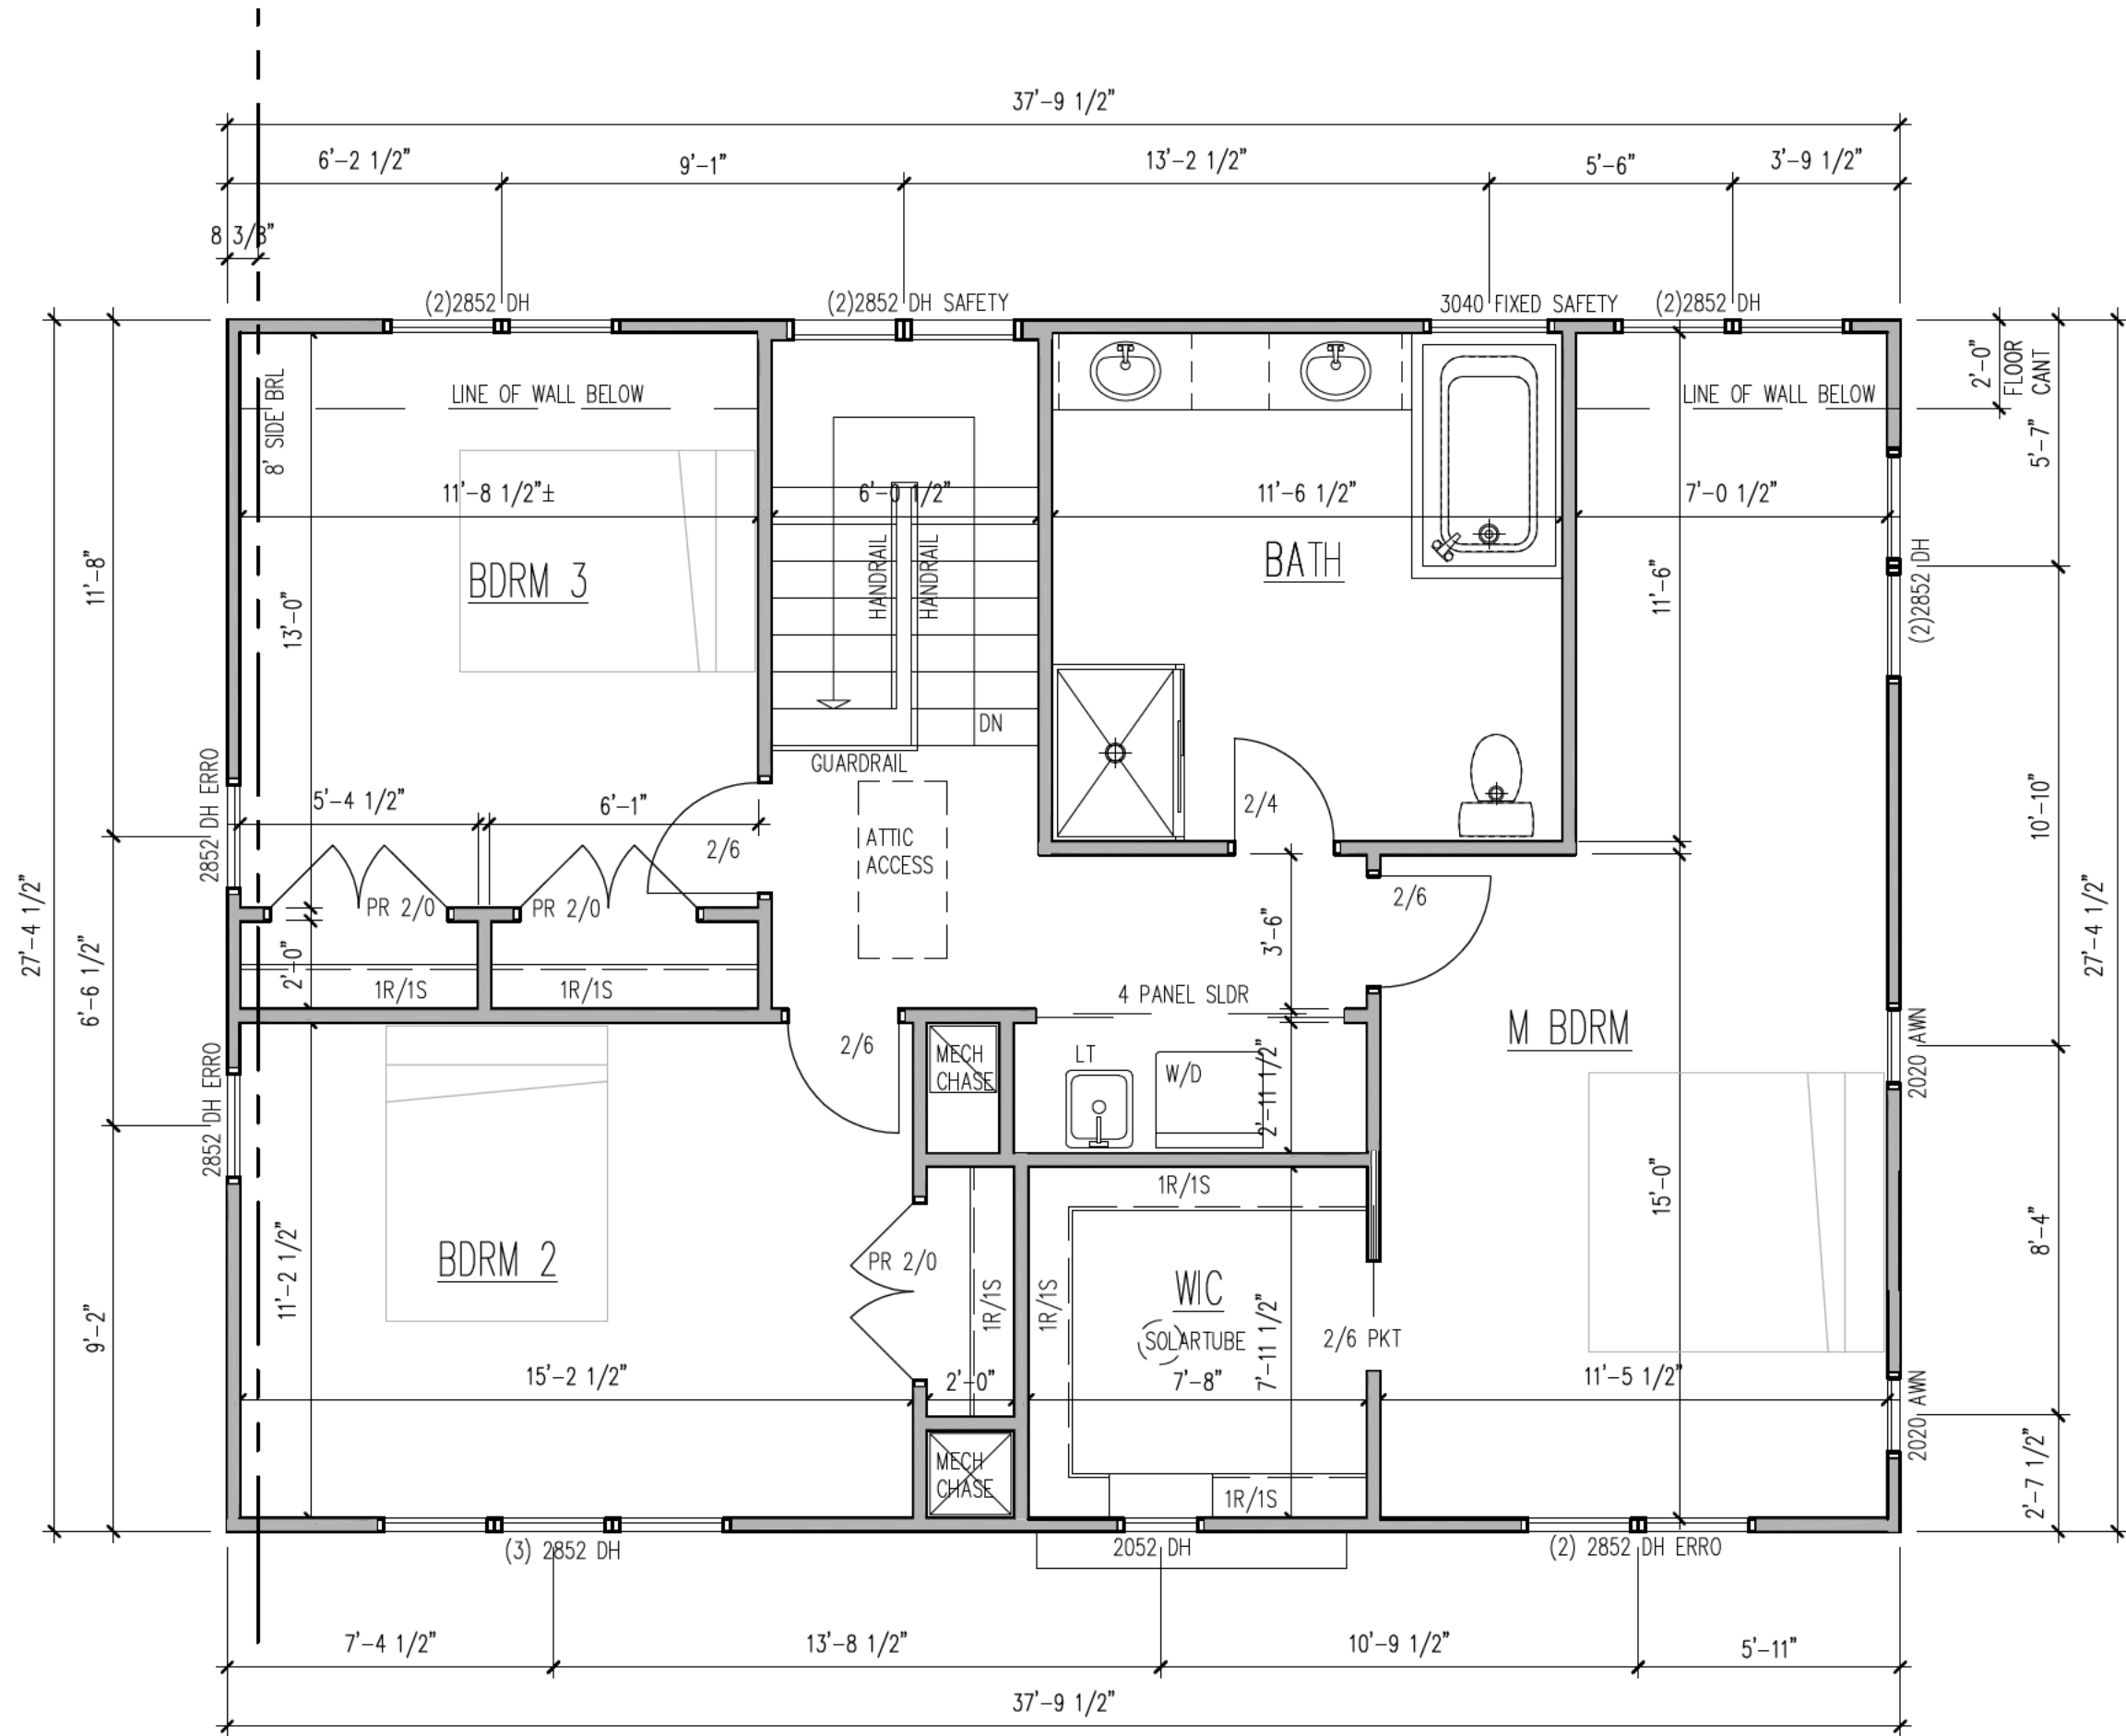 37'-9 1/2"
6'-2 1/2"
9'-1"
13'-2 1/2"
5'-6"
3'-9 1/2"
8 3/8"
(2)2852 DH
(2)2852 DH SAFETY
3040 FIXED SAFETY
(2)2852 DH
2'-0"
FLOOR
CANT
8' SIDE BRL
LINE OF WALL BELOW
LINE OF WALL BELOW
5'-7"
11'-8 1/2"±
6'-0 1/2"
11'-6 1/2"
7'-0 1/2"
11'-8"
BDRM 3
HANDRAIL
HANDRAIL
BATH
11'-6"
(2)2852 DH
13'-0"
DN
GUARDRAIL
2852 DH ERRO
5'-4 1/2"
6'-1"
2/6
ATTIC
ACCESS
2/4
10'-10"
PR 2/0
PR 2/0
2/6
27'-4 1/2"
6'-6 1/2"
2'-0"
3'-6"
27'-4 1/2"
1R/1S
1R/1S
4 PANEL SLDR
M BDRM
2/6
MECH
CHASE
LT
W/D
2'-11 1/2"
2020 AWN
2852 DH ERRO
15'-0"
1R/1S
8'-4"
11'-2 1/2"
BDRM 2
PR 2/0
1R/1S
1R/1S
WIC
SOLARTUBE
7'-11 1/2"
2/6 PKT
9'-2"
15'-2 1/2"
2'-0"
7'-8"
11'-5 1/2"
2020 AWN
MECH
CHASE
1R/1S
2'-7 1/2"
(3) 2852 DH
2052 DH
(2) 2852 DH ERRO
7'-4 1/2"
13'-8 1/2"
10'-9 1/2"
5'-11"
37'-9 1/2"